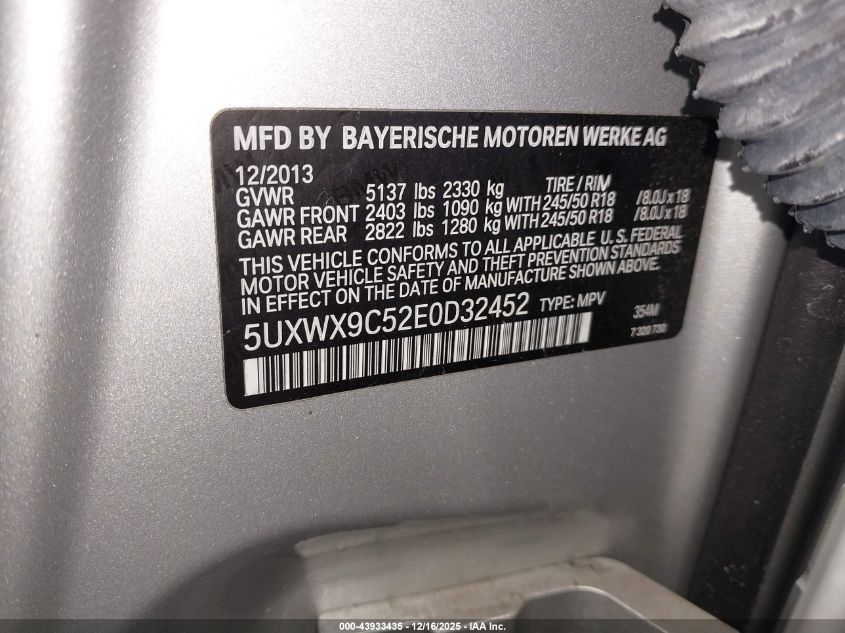 MFD BY BAYERISCHE MOTOREN WERKE AG
12/2013 TIRE / RIM
GVWR 5137 lbs 2330 kg
GAWR FRONT 2403 lbs 1090 kg WITH 245/50 R18 /8.0J x 18
GAWR REAR 2822 lbs 1280 kg WITH 245/50 R18 /8.0J x 18
THIS VEHICLE CONFORMS TO ALL APPLICABLE U. S. FEDERAL
MOTOR VEHICLE SAFETY AND THEFT PREVENTION STANDARDS
IN EFFECT ON THE DATE OF MANUFACTURE SHOWN ABOVE.
5UXWX9C52E0D32452 TYPE: MPV 354M
7 320 730
000-43933435 - 12/16/2025 - IAA Inc.